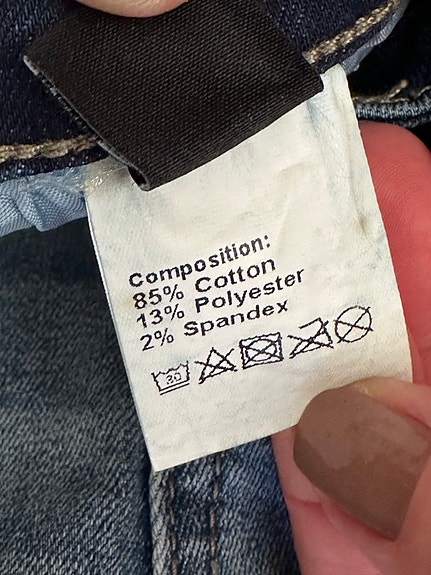 Composition:
85% Cotton
13% Polyester
2% Spandex
30